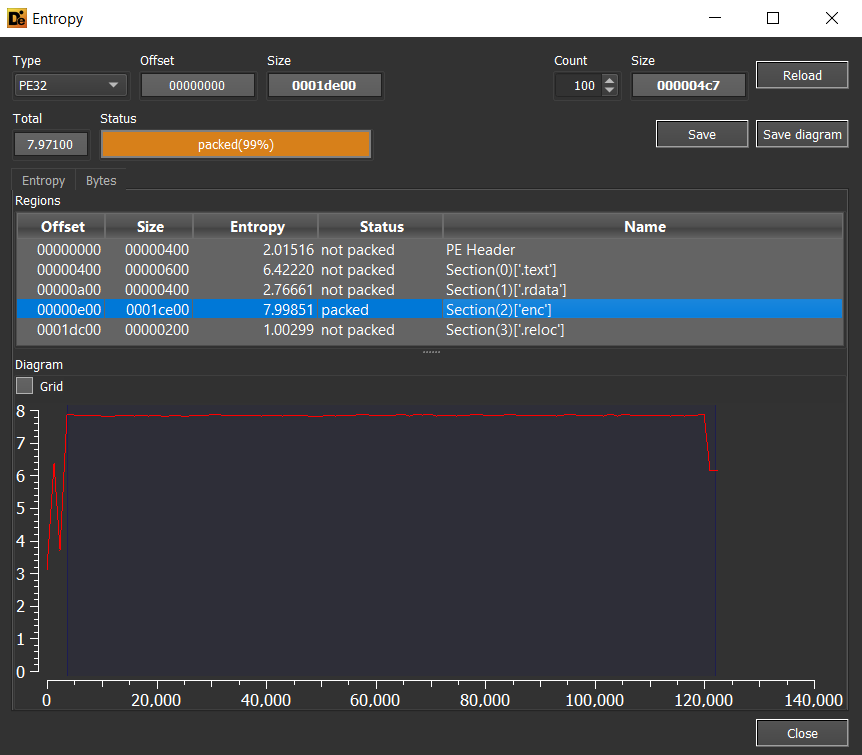 Entropy
Type Offset Size Count Size
PE32 00000000 0001de00 100 000004c7 Reload
Total Status
7.97100 packed(99%) Save Save diagram
Entropy Bytes
Regions
Offset Size Entropy Status Name
00000000 00000400 2.01516 not packed PE Header
00000400 00000600 6.42220 not packed Section(0)['.text']
00000a00 00000400 2.76661 not packed Section(1)['.rdata']
00000e00 0001ce00 7.99851 packed Section(2)['enc']
0001dc00 00000200 1.00299 not packed Section(3)['.reloc']
Diagram
Grid
8
7
6
5
4
3
2
1
0
0 20,000 40,000 60,000 80,000 100,000 120,000 140,000
Close